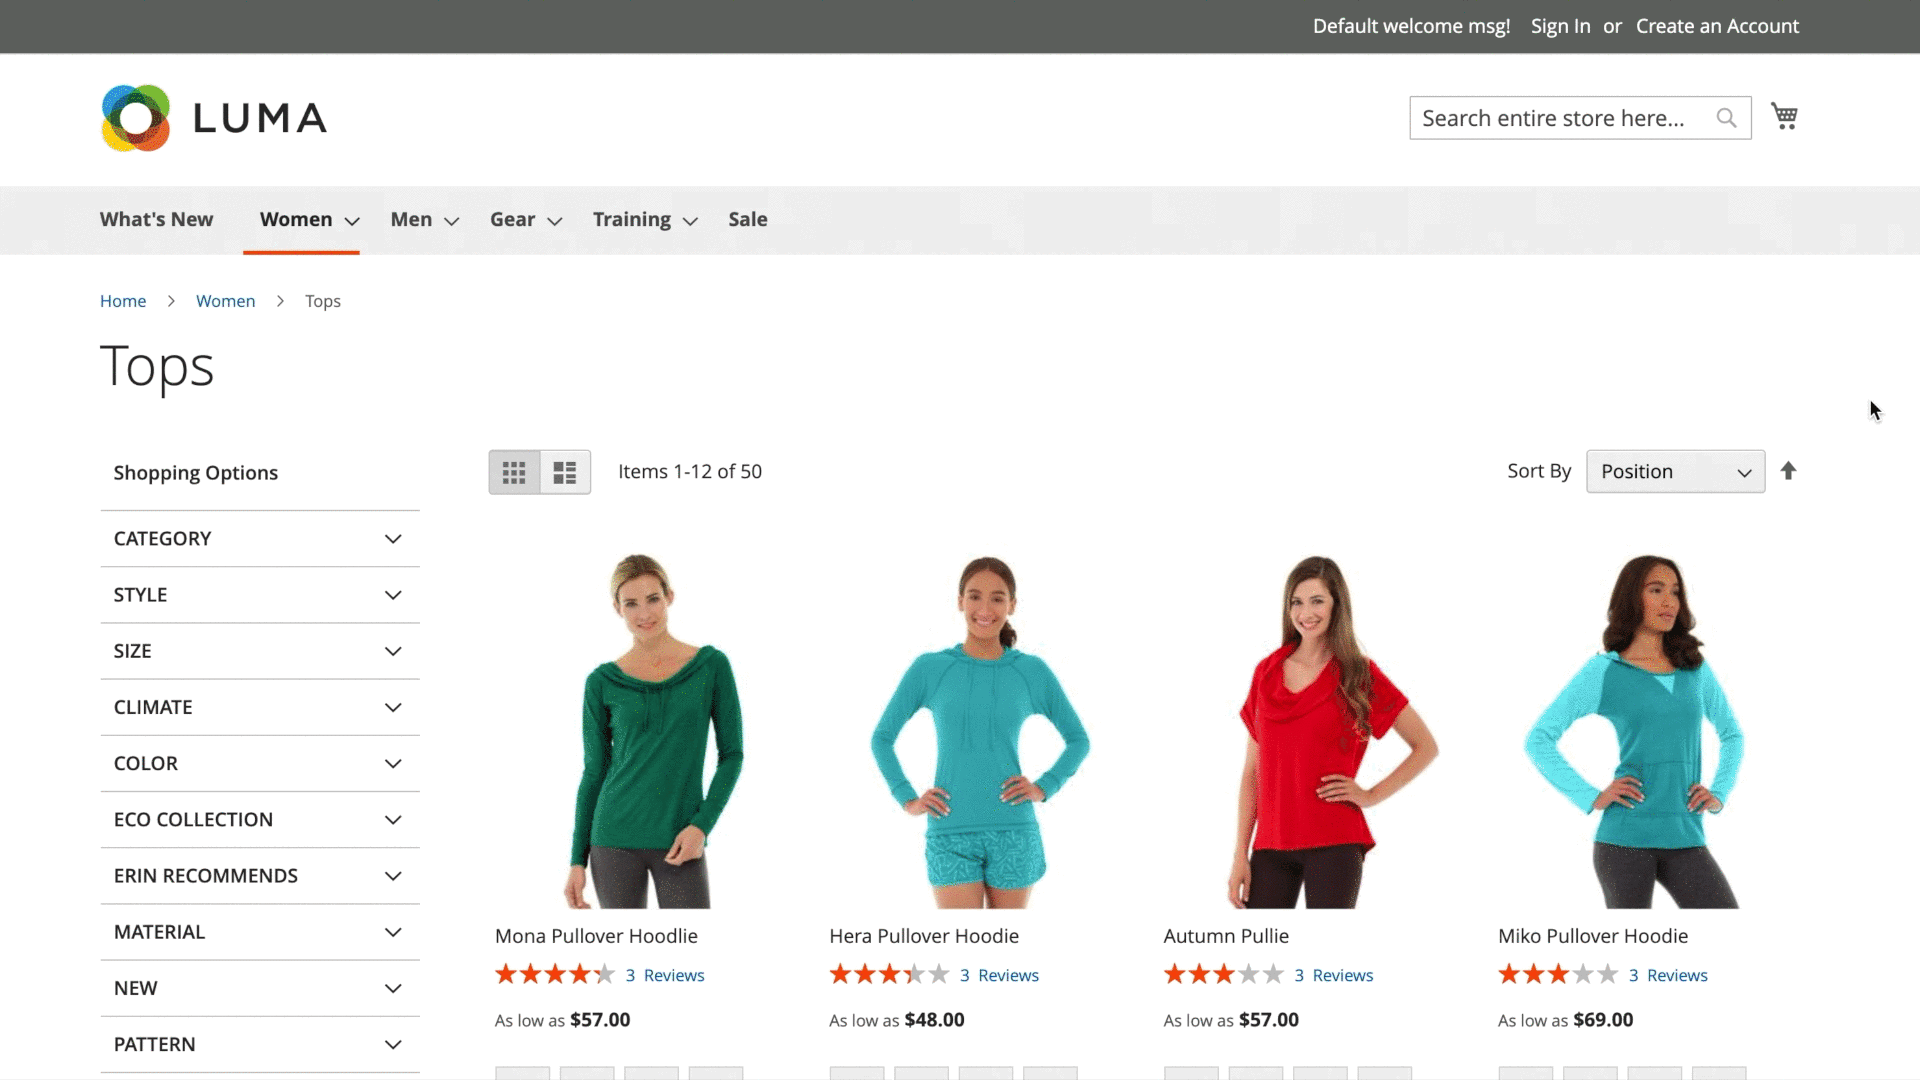 Default welcome msg! Sign In or Create an Account
LUMA
Search entire store here...
What's New Women Men Gear Training Sale
Home > Women > Tops
Tops
Shopping Options
Items 1-12 of 50
Sort By Position
CATEGORY
STYLE
SIZE
CLIMATE
COLOR
ECO COLLECTION
ERIN RECOMMENDS
MATERIAL
NEW
PATTERN
Mona Pullover Hoodlie
3 Reviews
As low as $57.00
Hera Pullover Hoodie
3 Reviews
As low as $48.00
Autumn Pullie
3 Reviews
As low as $57.00
Miko Pullover Hoodie
3 Reviews
As low as $69.00